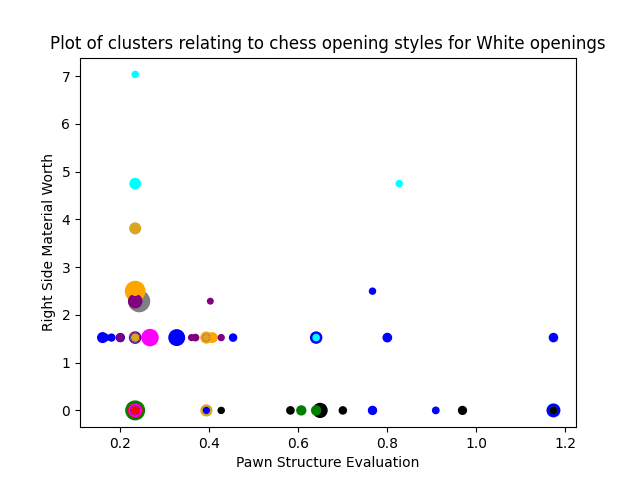 Plot of clusters relating to chess opening styles for White openings
7
6
5
4
3
2
1
0
Right Side Material Worth
0.2 0.4 0.6 0.8 1.0 1.2
Pawn Structure Evaluation